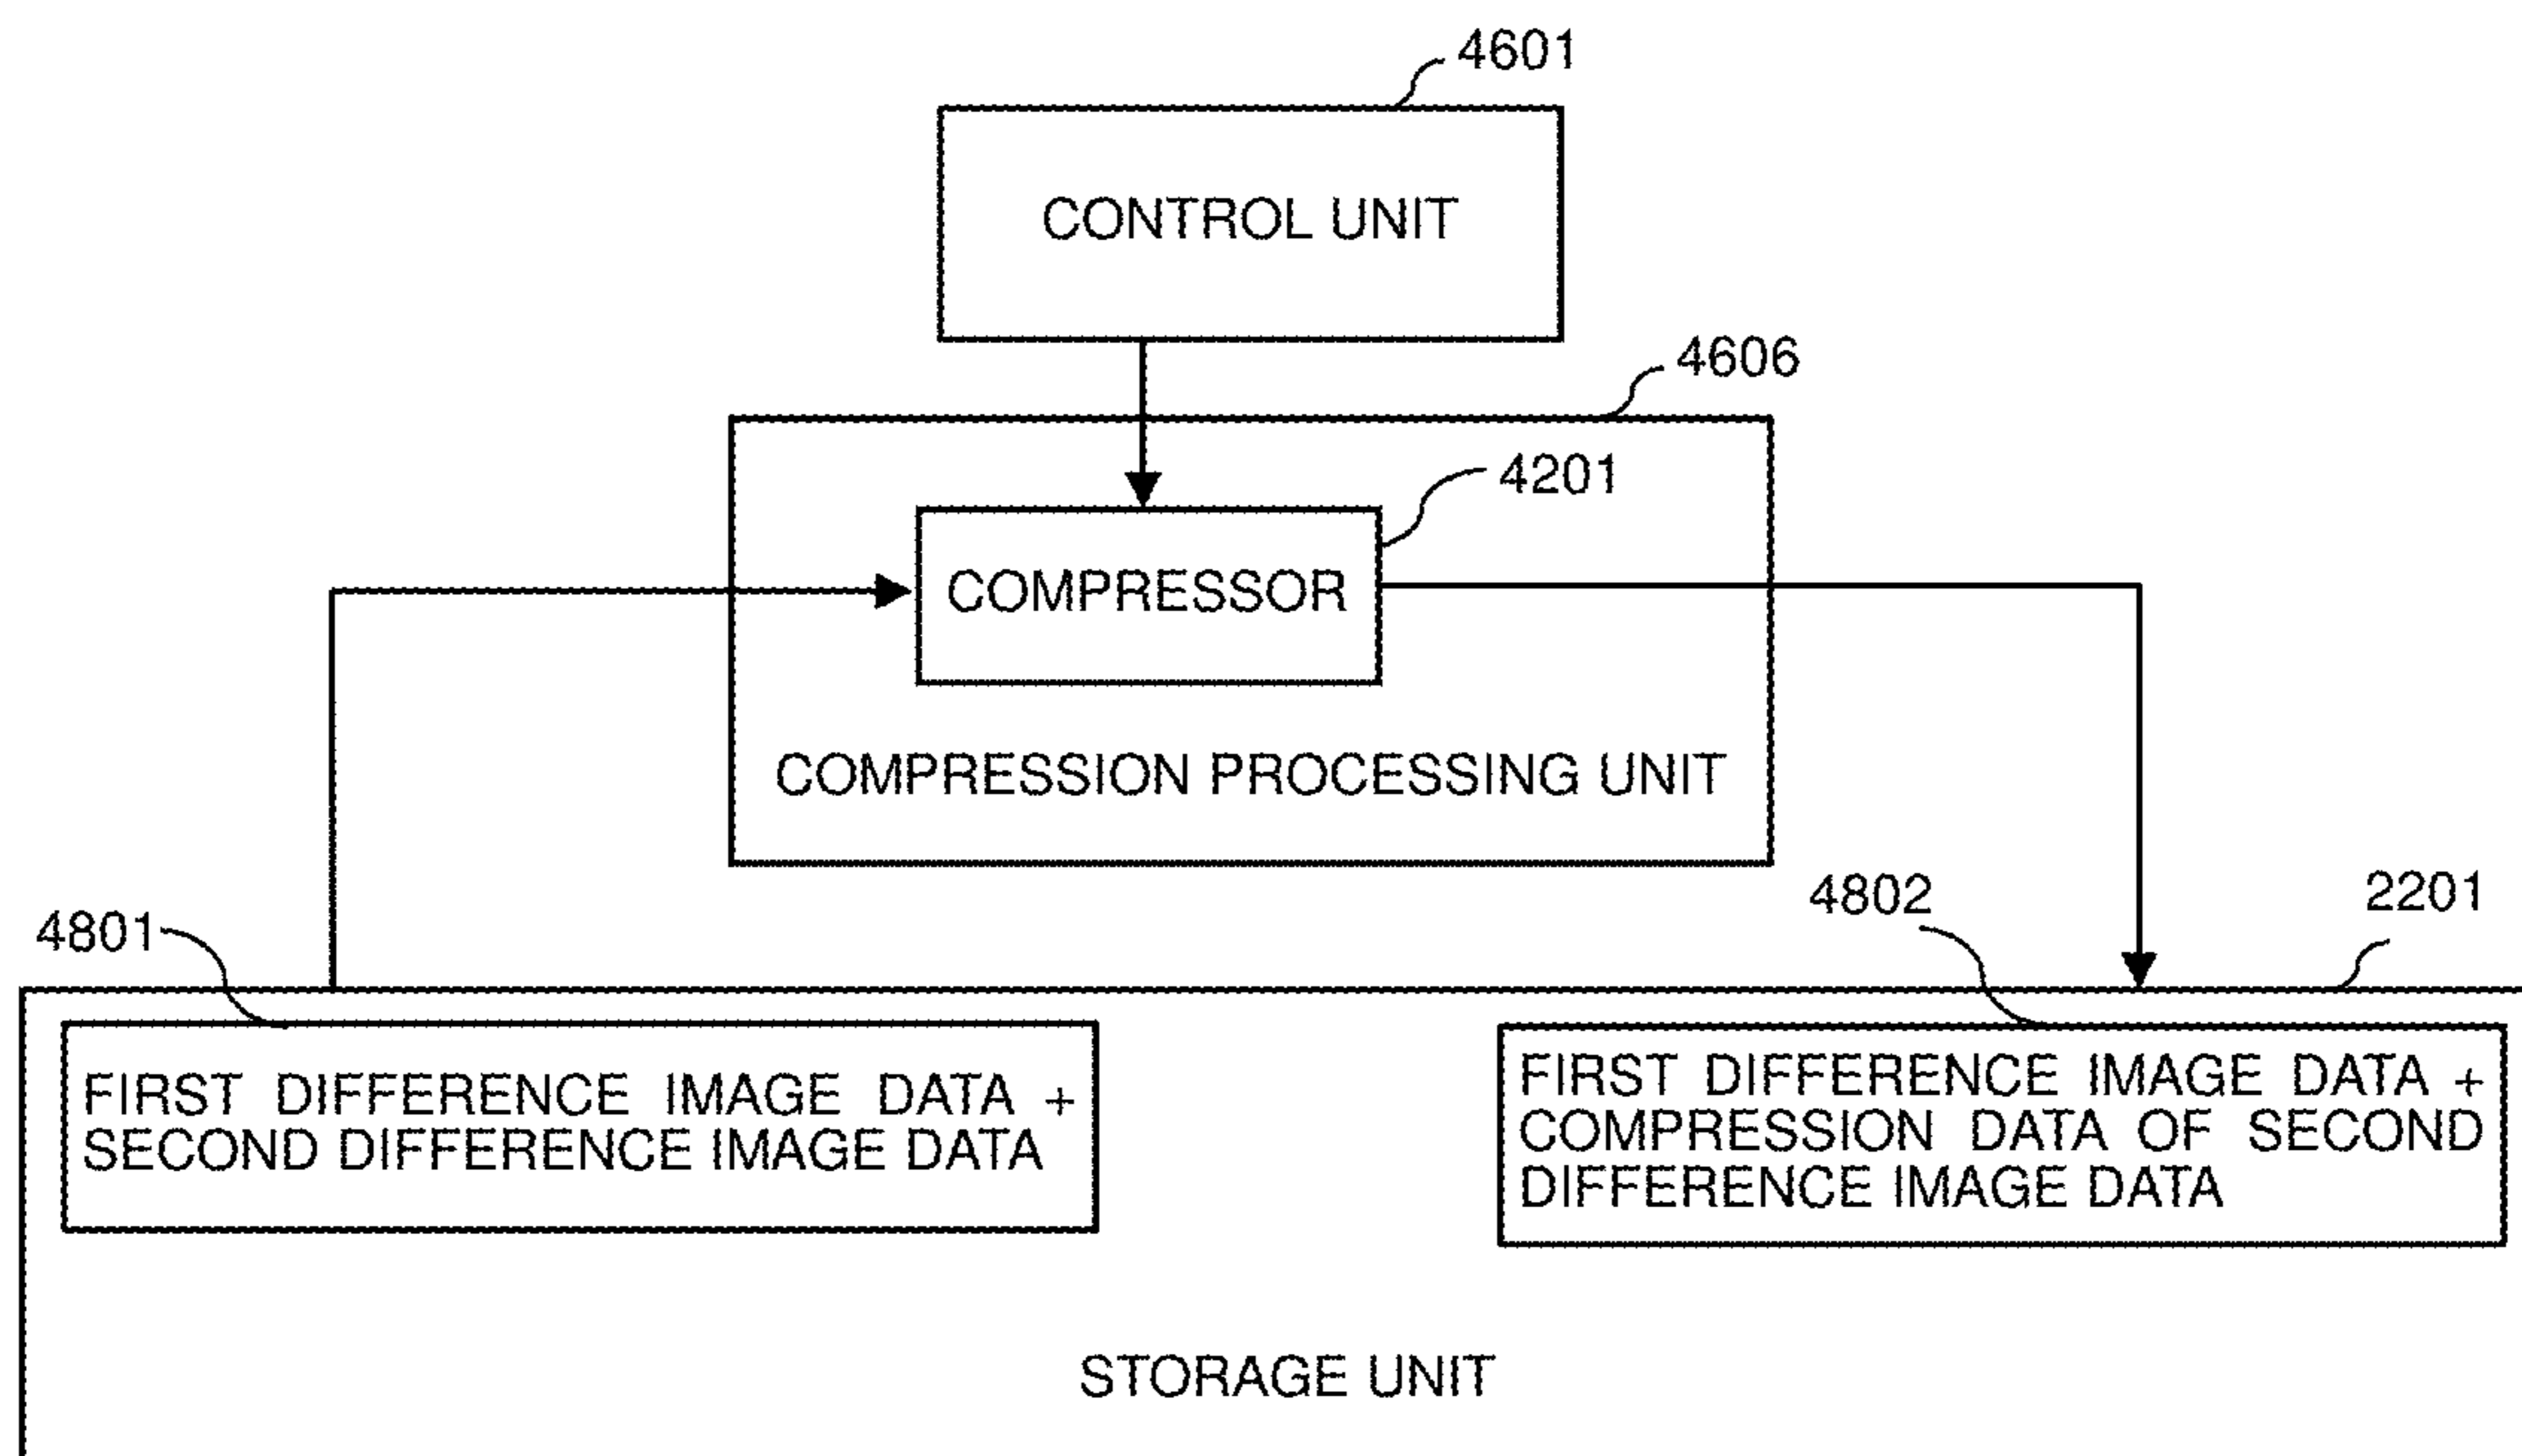 4601
CONTROL UNIT
4606
4201
COMPRESSOR
COMPRESSION PROCESSING UNIT
4801
4802
2201
FIRST DIFFERENCE IMAGE DATA +
SECOND DIFFERENCE IMAGE DATA
FIRST DIFFERENCE IMAGE DATA +
COMPRESSION DATA OF SECOND
DIFFERENCE IMAGE DATA
STORAGE UNIT